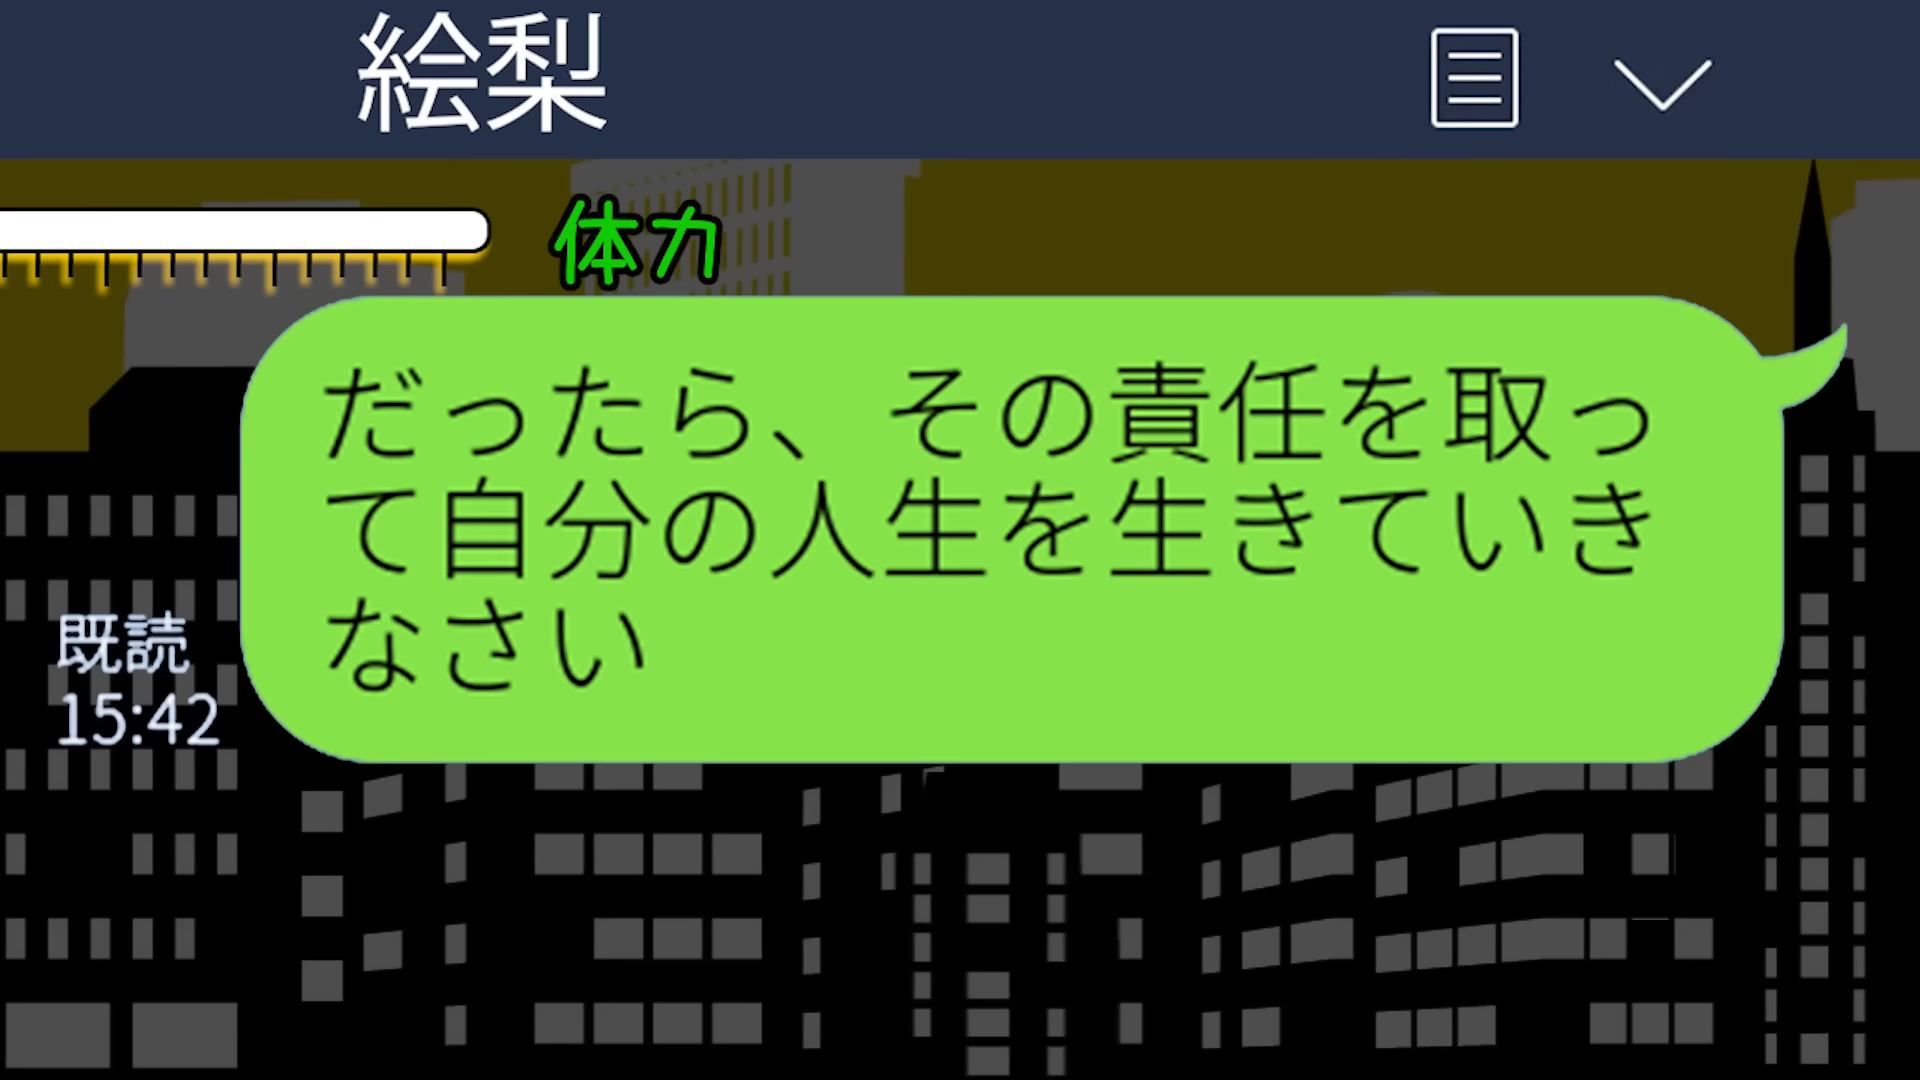 絵梨
体力
だったら、その責任を取っ
て自分の人生を生きていき
なさい
既読
15:42